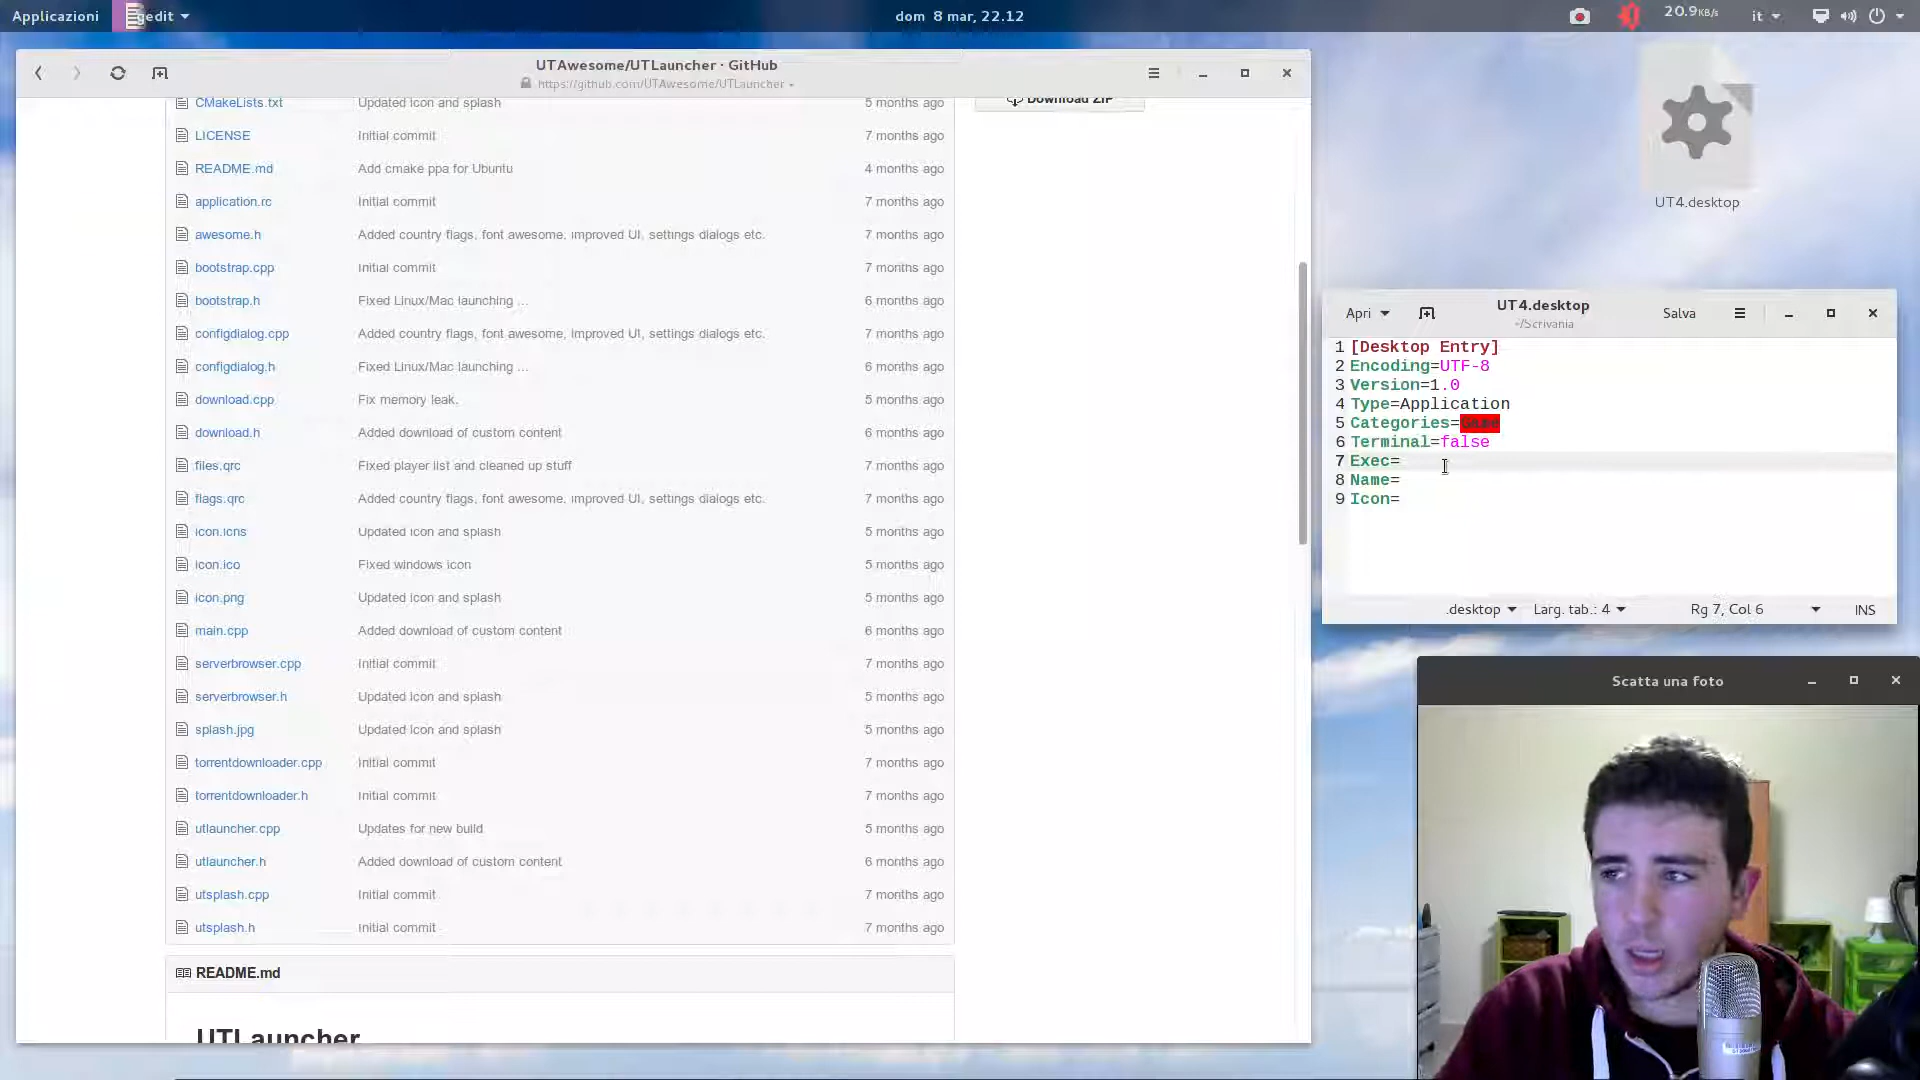 Applicazioni
gedit
dom 8 mar, 22.12
20.9KB/s
it
UTAwesome/UTLauncher · GitHub
https://github.com/UTAwesome/UTLauncher
Download ZIP
CMakeLists.txt Updated icon and splash 5 months ago
LICENSE Initial commit 7 months ago
README.md Add cmake ppa for Ubuntu 4 months ago
application.rc Initial commit 7 months ago
awesome.h Added country flags, font awesome, improved UI, settings dialogs etc. 7 months ago
bootstrap.cpp Initial commit 7 months ago
bootstrap.h Fixed Linux/Mac launching ... 6 months ago
configdialog.cpp Added country flags, font awesome, improved UI, settings dialogs etc. 7 months ago
configdialog.h Fixed Linux/Mac launching ... 6 months ago
download.cpp Fix memory leak. 5 months ago
download.h Added download of custom content 6 months ago
files.qrc Fixed player list and cleaned up stuff 6 months ago
flags.qrc Added country flags, font awesome, improved UI, settings dialogs etc. 7 months ago
icon.icns Updated icon and splash 5 months ago
icon.ico Fixed windows icon 5 months ago
icon.png Updated icon and splash 5 months ago
main.cpp Added download of custom content 6 months ago
serverbrowser.cpp Initial commit 7 months ago
serverbrowser.h Updated icon and splash 5 months ago
splash.jpg Updated icon and splash 5 months ago
torrentdownloader.cpp Initial commit 7 months ago
torrentdownloader.h Initial commit 7 months ago
utlauncher.cpp Updates for new build 5 months ago
utlauncher.h Added download of custom content 6 months ago
utsplash.cpp Initial commit 7 months ago
utsplash.h Initial commit 7 months ago
README.md
UTLauncher
UT4.desktop
Apri
UT4.desktop
~/Scrivania
Salva
1 [Desktop Entry]
2 Encoding=UTF-8
3 Version=1.0
4 Type=Application
5 Categories=Game
6 Terminal=false
7 Exec=
8 Name=
9 Icon=
.desktop
Larg. tab.: 4
Rg 7, Col 6
INS
Scatta una foto